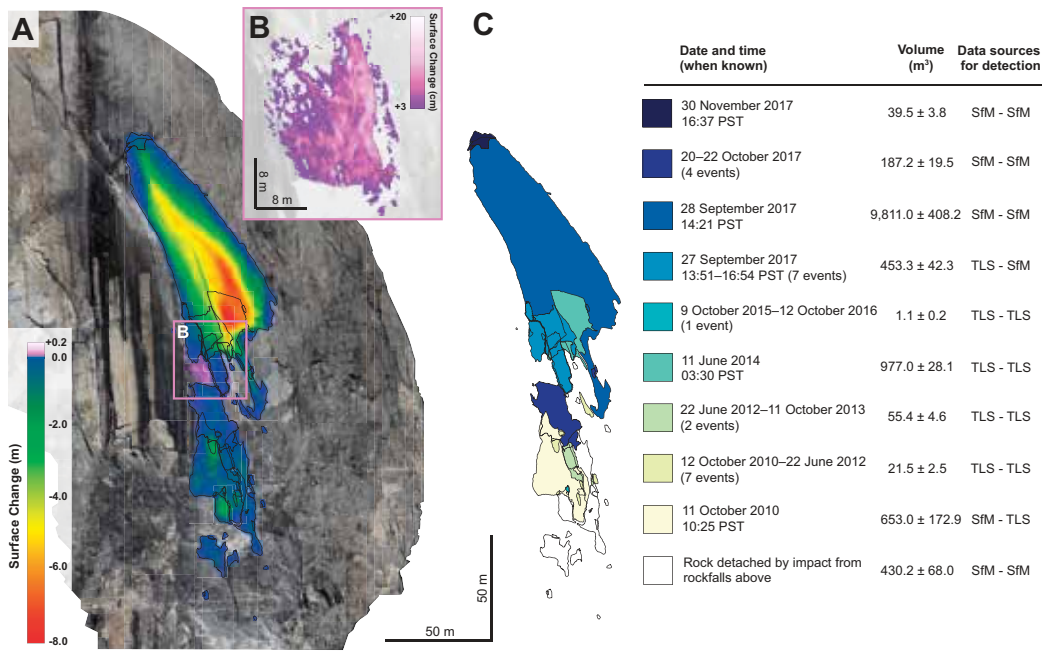 A
B
+20
Surface Change (cm)
+3
8 m
8 m
B
+0.2
0.0
-2.0
-4.0
-6.0
-8.0
Surface Change (m)
50 m
50 m
C
Date and time (when known)
Volume (m³)
Data sources for detection
30 November 2017
16:37 PST
39.5 ± 3.8
SfM - SfM
20–22 October 2017
(4 events)
187.2 ± 19.5
SfM - SfM
28 September 2017
14:21 PST
9,811.0 ± 408.2
SfM - SfM
27 September 2017
13:51–16:54 PST (7 events)
453.3 ± 42.3
TLS - SfM
9 October 2015–12 October 2016
(1 event)
1.1 ± 0.2
TLS - TLS
11 June 2014
03:30 PST
977.0 ± 28.1
TLS - TLS
22 June 2012–11 October 2013
(2 events)
55.4 ± 4.6
TLS - TLS
12 October 2010–22 June 2012
(7 events)
21.5 ± 2.5
TLS - TLS
11 October 2010
10:25 PST
653.0 ± 172.9
SfM - TLS
Rock detached by impact from
rockfalls above
430.2 ± 68.0
SfM - SfM